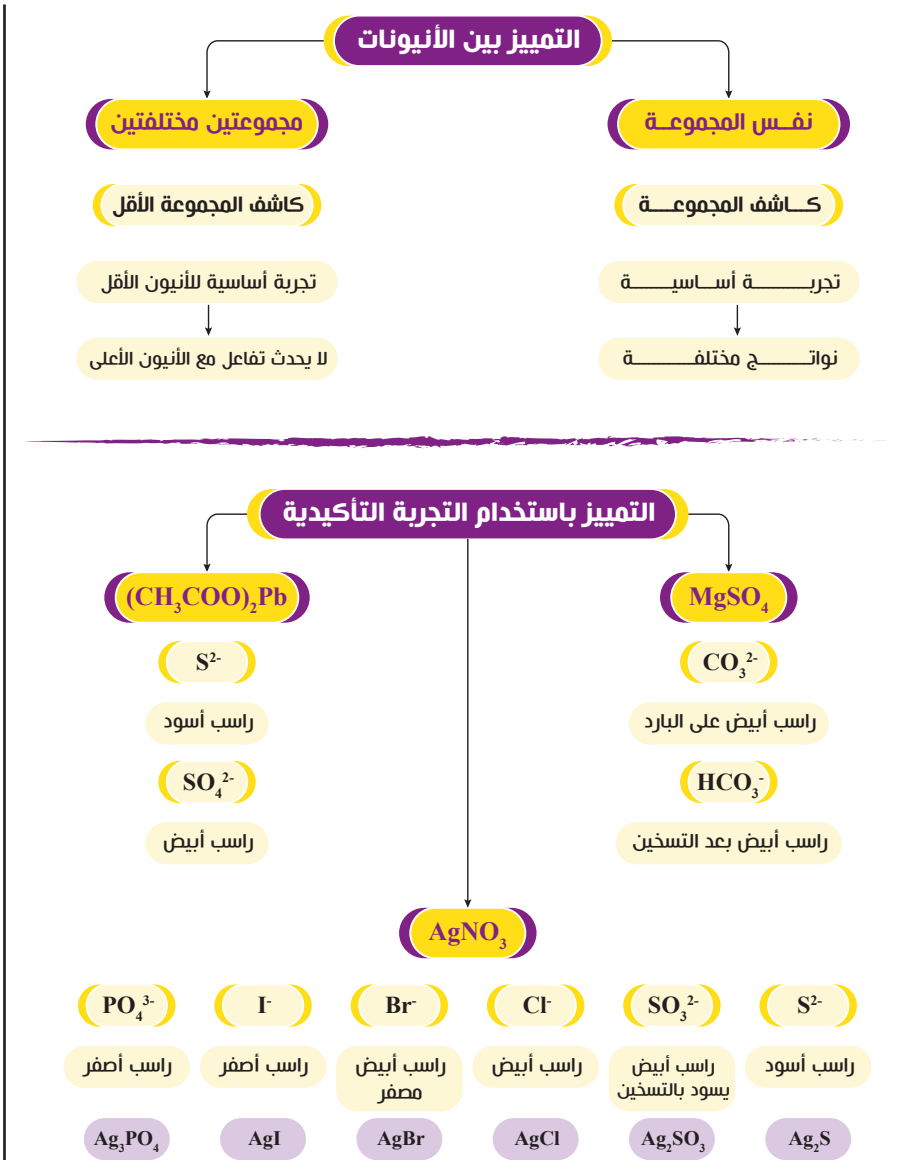 التمييز بين الأنيونات
نفس المجموعة
مجموعتين مختلفتين
كاشف المجموعة
كاشف المجموعة الأقل
تجربة أساسية
تجربة أساسية للأنيون الأقل
نواتج مختلفة
لا يحدث تفاعل مع الأنيون الأعلى
التمييز باستخدام التجربة التأكيدية
MgSO₄
(CH₃COO)₂Pb
CO₃²⁻
S²⁻
راسب أبيض على البارد
راسب أسود
HCO₃⁻
SO₄²⁻
راسب أبيض بعد التسخين
راسب أبيض
AgNO₃
S²⁻
SO₃²⁻
Cl⁻
Br⁻
I⁻
PO₄³⁻
راسب أسود
راسب أبيض
يسود بالتسخين
راسب أبيض
راسب أبيض
مصفر
راسب أصفر
راسب أصفر
Ag₂S
Ag₂SO₃
AgCl
AgBr
AgI
Ag₃PO₄